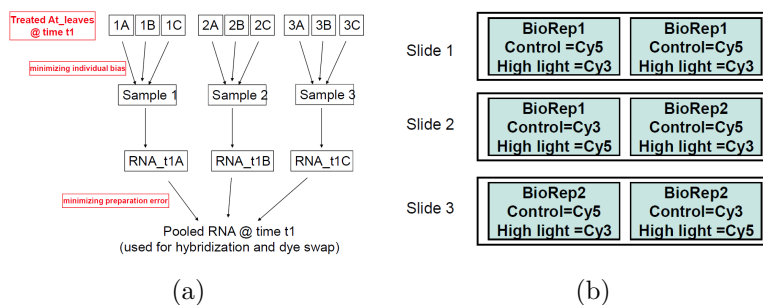 Treated At_leaves
@ time t1
1A 1B 1C 2A 2B 2C 3A 3B 3C
minimizing individual bias
Sample 1 Sample 2 Sample 3
RNA_t1A RNA_t1B RNA_t1C
minimizing preparation error
Pooled RNA @ time t1
(used for hybridization and dye swap)
(a)
Slide 1
BioRep1
Control =Cy5
High light =Cy3
BioRep1
Control=Cy5
High light =Cy3
Slide 2
BioRep1
Control=Cy3
High light =Cy5
BioRep2
Control=Cy5
High light =Cy3
Slide 3
BioRep2
Control=Cy5
High light =Cy3
BioRep2
Control=Cy3
High light =Cy5
(b)